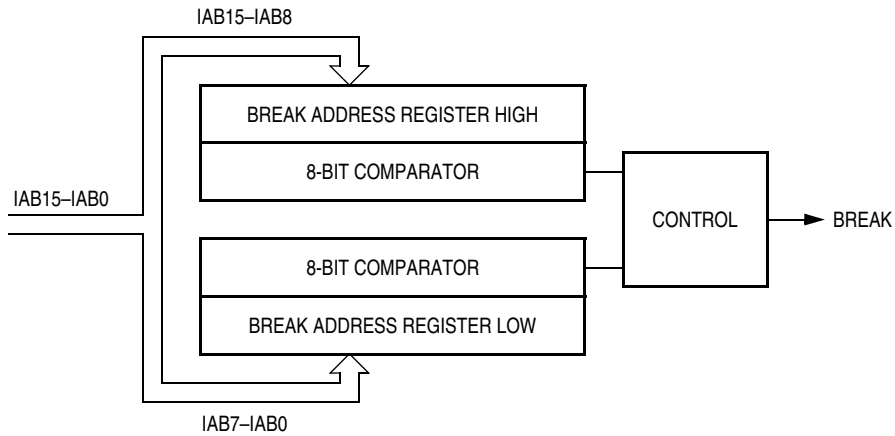 IAB15–IAB8
BREAK ADDRESS REGISTER HIGH
8-BIT COMPARATOR
IAB15–IAB0
CONTROL
BREAK
8-BIT COMPARATOR
BREAK ADDRESS REGISTER LOW
IAB7–IAB0